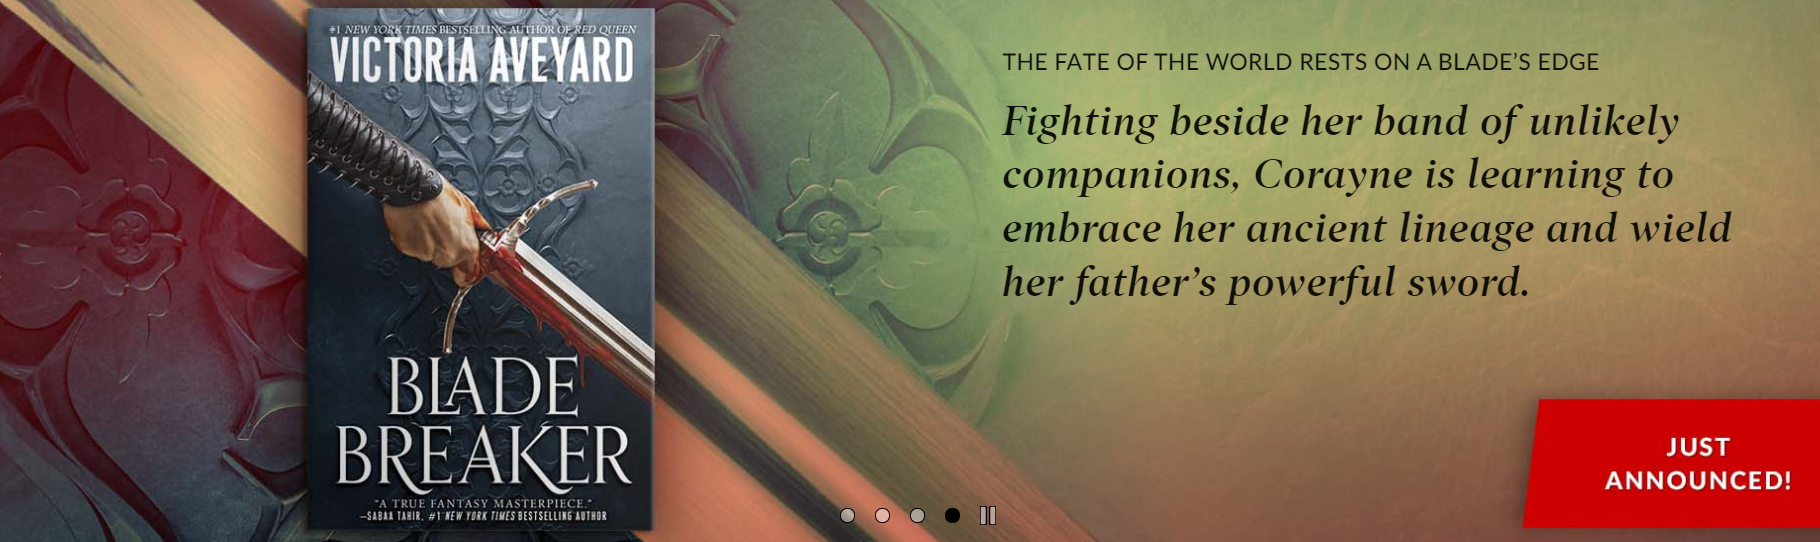 #1 NEW YORK TIMES BESTSELLING AUTHOR OF RED QUEEN
VICTORIA AVEYARD
BLADE
BREAKER
"A TRUE FANTASY MASTERPIECE."
—SABAA TAHIR, #1 NEW YORK TIMES BESTSELLING AUTHOR
THE FATE OF THE WORLD RESTS ON A BLADE'S EDGE
Fighting beside her band of unlikely
companions, Corayne is learning to
embrace her ancient lineage and wield
her father's powerful sword.
JUST
ANNOUNCED!